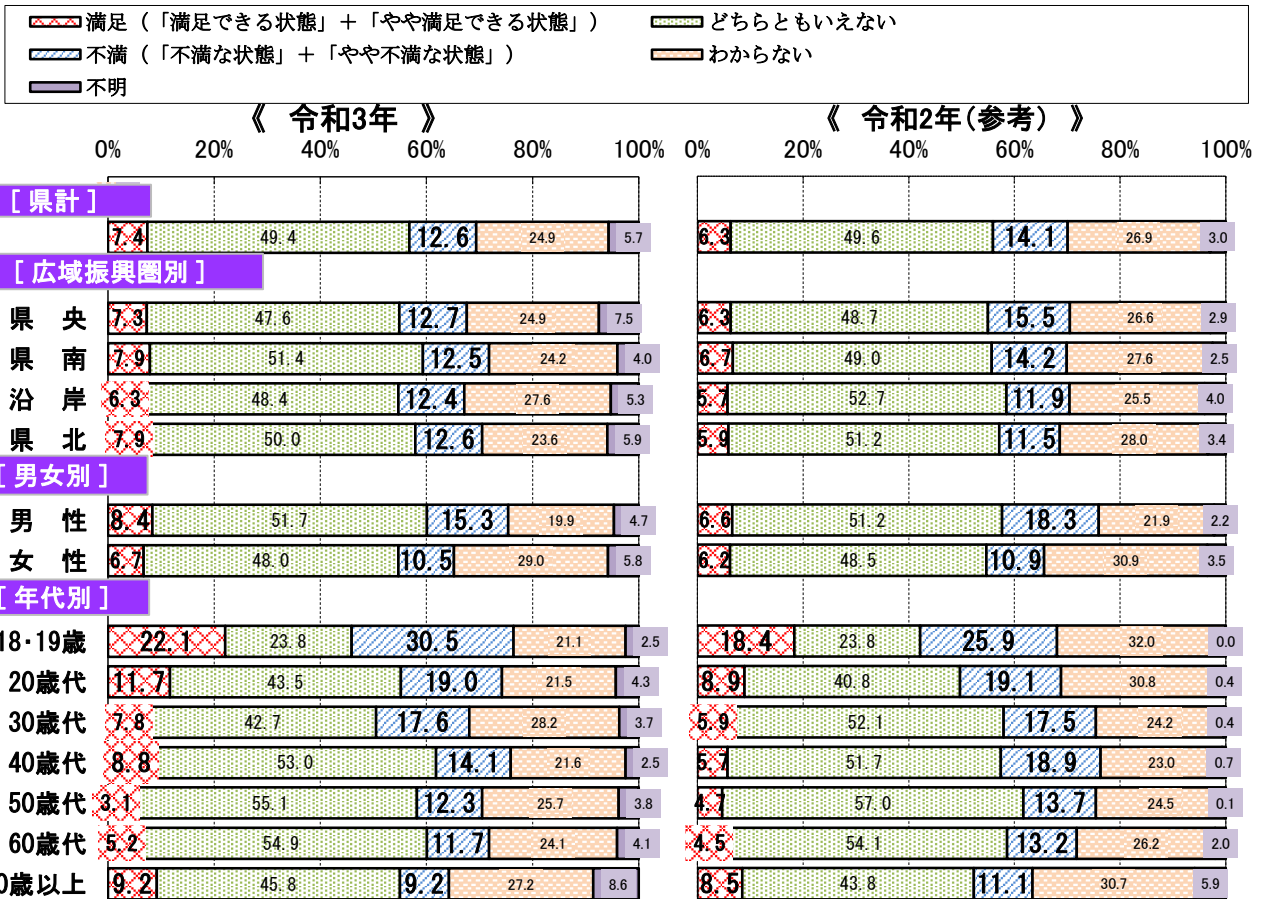 満足（「満足できる状態」＋「やや満足できる状態」） どちらともいえない
不満（「不満な状態」＋「やや不満な状態」） わからない
不明
《 令和3年 》 《 令和2年（参考） 》
0% 20% 40% 60% 80% 100% 0% 20% 40% 60% 80% 100%
[ 県計 ]
7.4 49.4 12.6 24.9 5.7 6.3 49.6 14.1 26.9 3.0
[ 広域振興圏別 ]
県 央 7.3 47.6 12.7 24.9 7.5 6.3 48.7 15.5 26.6 2.9
県 南 7.9 51.4 12.5 24.2 4.0 6.7 49.0 14.2 27.6 2.5
沿 岸 6.3 48.4 12.4 27.6 5.3 5.7 52.7 11.9 25.5 4.0
県 北 7.9 50.0 12.6 23.6 5.9 5.9 51.2 11.5 28.0 3.4
[ 男女別 ]
男 性 8.4 51.7 15.3 19.9 4.7 6.6 51.2 18.3 21.9 2.2
女 性 6.7 48.0 10.5 29.0 5.8 6.2 48.5 10.9 30.9 3.5
[ 年代別 ]
18･19歳 22.1 23.8 30.5 21.1 2.5 18.4 23.8 25.9 32.0 0.0
20歳代 11.7 43.5 19.0 21.5 4.3 8.9 40.8 19.1 30.8 0.4
30歳代 7.8 42.7 17.6 28.2 3.7 5.9 52.1 17.5 24.2 0.4
40歳代 8.8 53.0 14.1 21.6 2.5 5.7 51.7 18.9 23.0 0.7
50歳代 3.1 55.1 12.3 25.7 3.8 4.7 57.0 13.7 24.5 0.1
60歳代 5.2 54.9 11.7 24.1 4.1 4.5 54.1 13.2 26.2 2.0
0歳以上 9.2 45.8 9.2 27.2 8.6 8.5 43.8 11.1 30.7 5.9